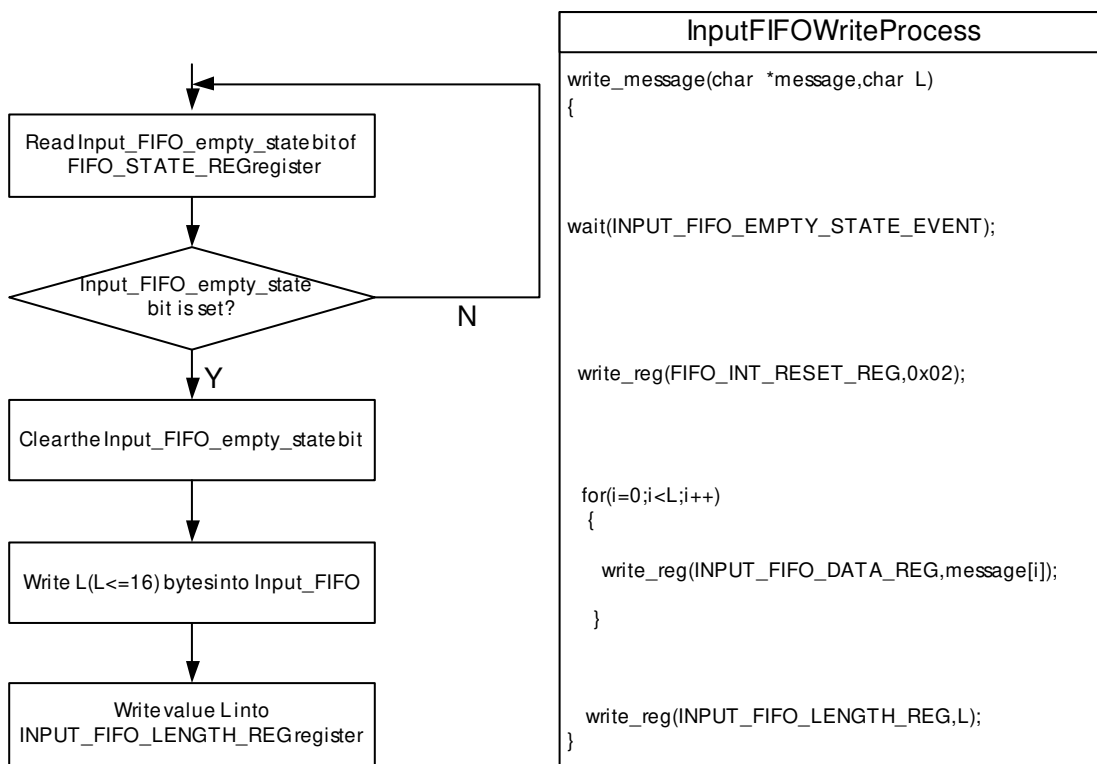 Read Input_FIFO_empty_state bit of
FIFO_STATE_REG register
Input_FIFO_empty_state
bit is set?
N
Y
Clear the Input_FIFO_empty_state bit
Write L(L<=16) bytes into Input_FIFO
Write value L into
INPUT_FIFO_LENGTH_REG register
InputFIFOWriteProcess
write_message(char *message,char L)
{
wait(INPUT_FIFO_EMPTY_STATE_EVENT);
write_reg(FIFO_INT_RESET_REG,0x02);
for(i=0;i<L;i++)
{
write_reg(INPUT_FIFO_DATA_REG,message[i]);
}
write_reg(INPUT_FIFO_LENGTH_REG,L);
}